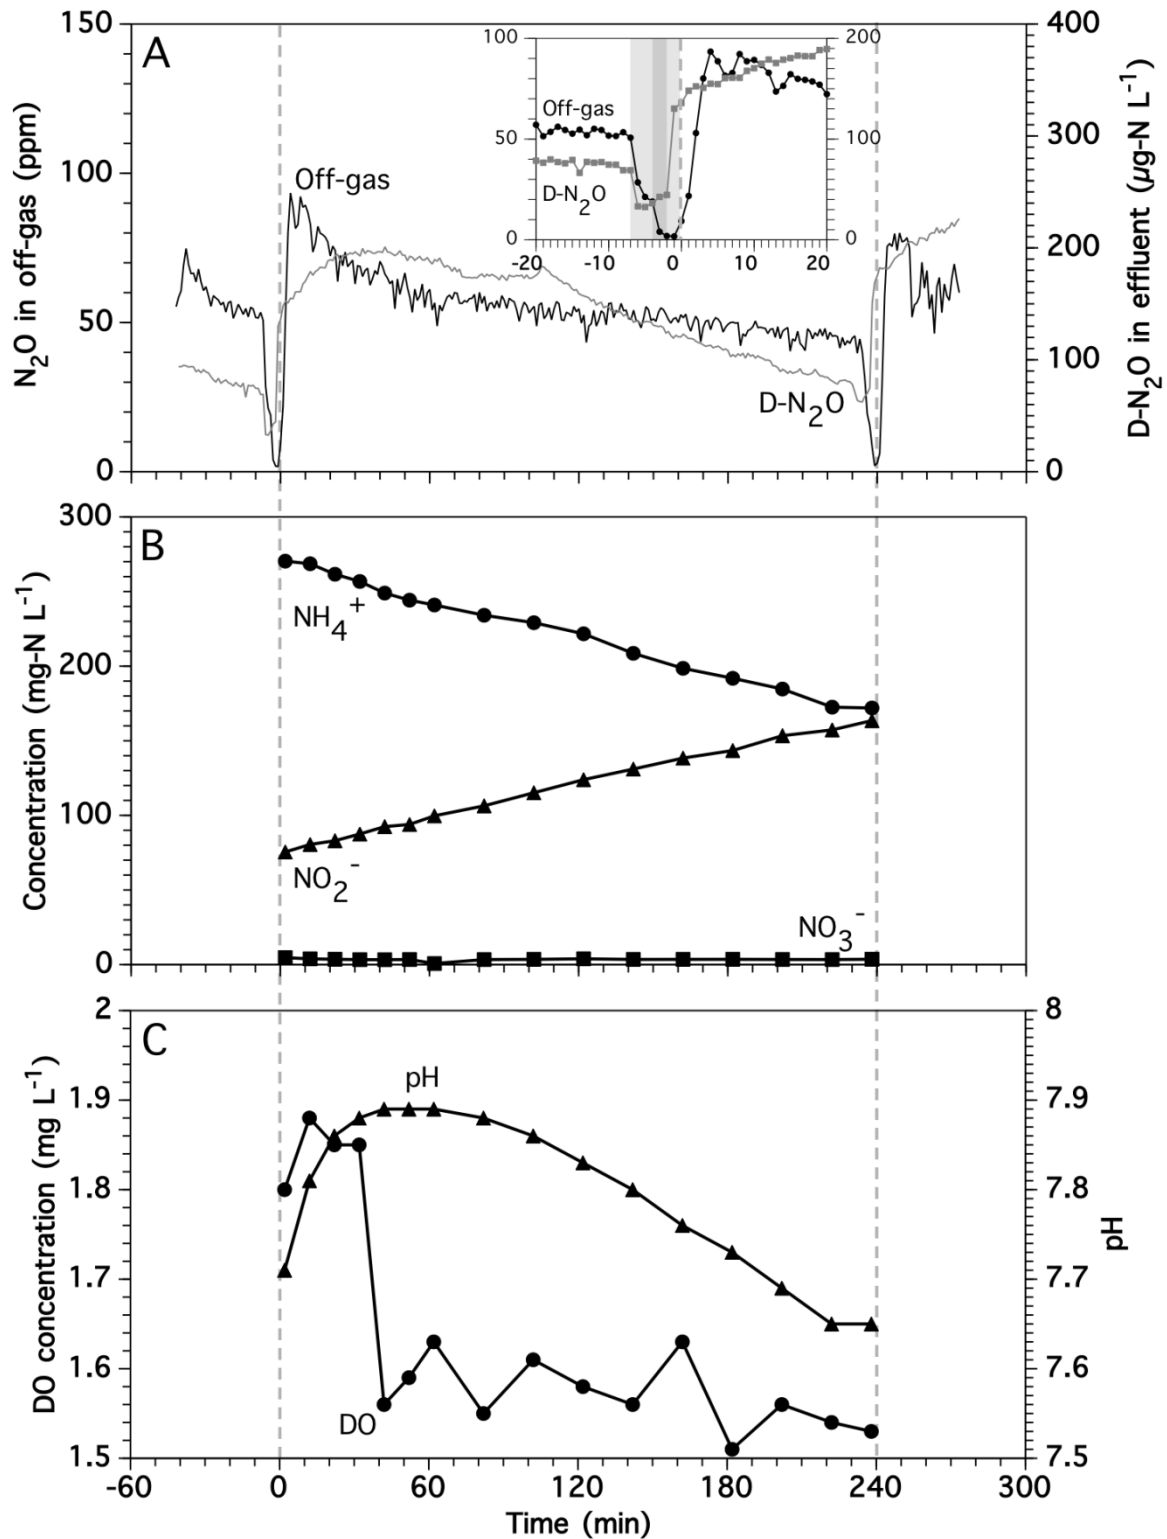 A
N₂O in off-gas (ppm)
150
100
50
0
D-N₂O in effluent (µg-N L⁻¹)
400
300
200
100
0
Off-gas
D-N₂O
100
50
0
200
100
0
Off-gas
D-N₂O
-20 -10 0 10 20
B
Concentration (mg-N L⁻¹)
300
200
100
0
NH₄⁺
NO₂⁻
NO₃⁻
C
DO concentration (mg L⁻¹)
2
1.9
1.8
1.7
1.6
1.5
pH
8
7.9
7.8
7.7
7.6
7.5
pH
DO
-60 0 60 120 180 240 300
Time (min)